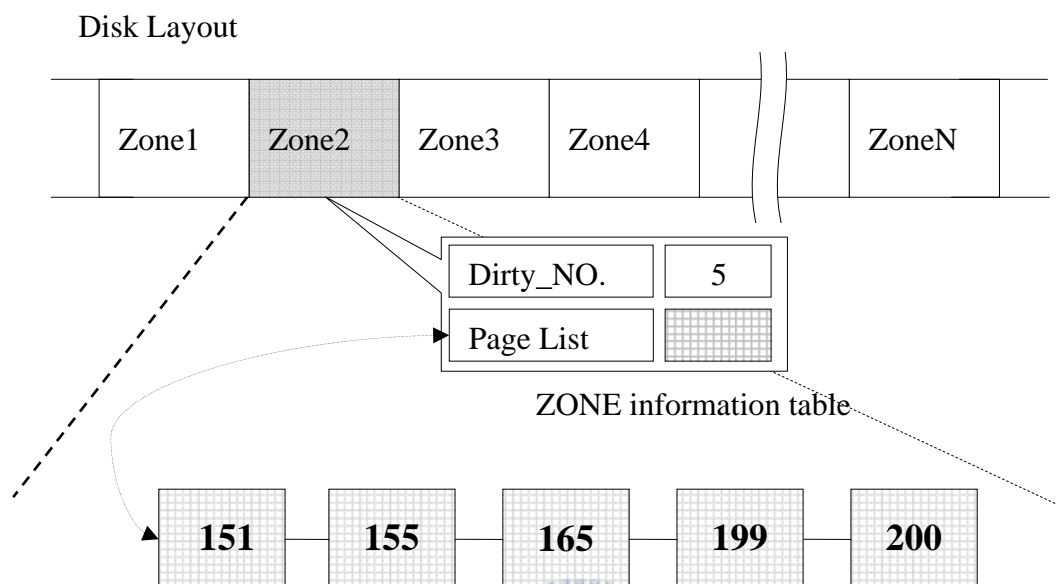 Disk Layout
Zone1 Zone2 Zone3 Zone4 ZoneN
Dirty_NO. 5
Page List
ZONE information table
151 155 165 199 200